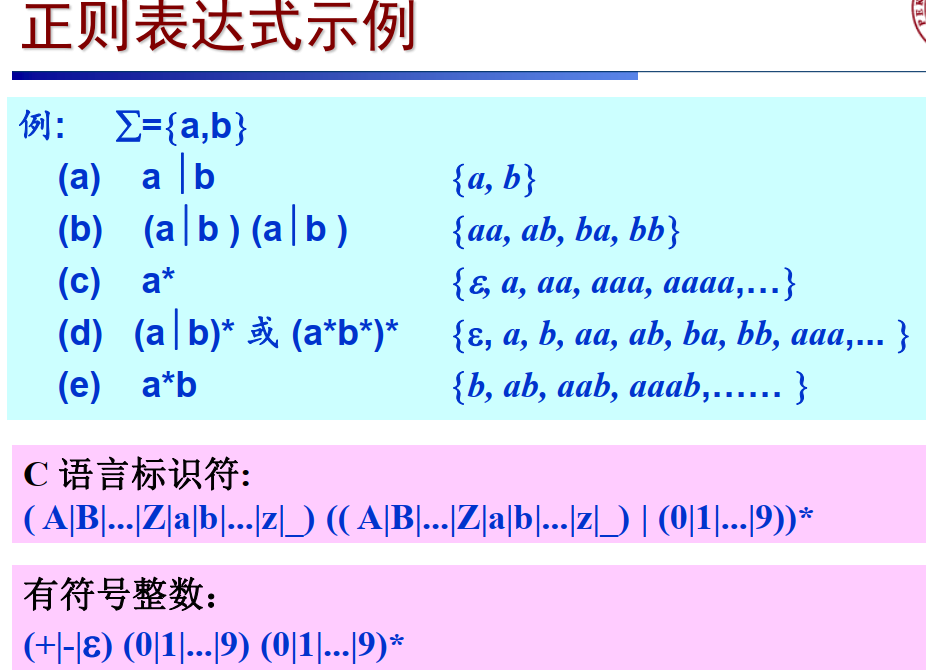 正则表达式示例
例: ∑={a,b}
(a) a │b {a, b}
(b) (a│b ) (a│b ) {aa, ab, ba, bb}
(c) a* {ε, a, aa, aaa, aaaa,…}
(d) (a│b)* 或 (a*b*)* {ε, a, b, aa, ab, ba, bb, aaa,... }
(e) a*b {b, ab, aab, aaab,…… }
C 语言标识符:
( A|B|...|Z|a|b|...|z|_) (( A|B|...|Z|a|b|...|z|_) | (0|1|...|9))*
有符号整数：
(+|-|ε) (0|1|...|9) (0|1|...|9)*